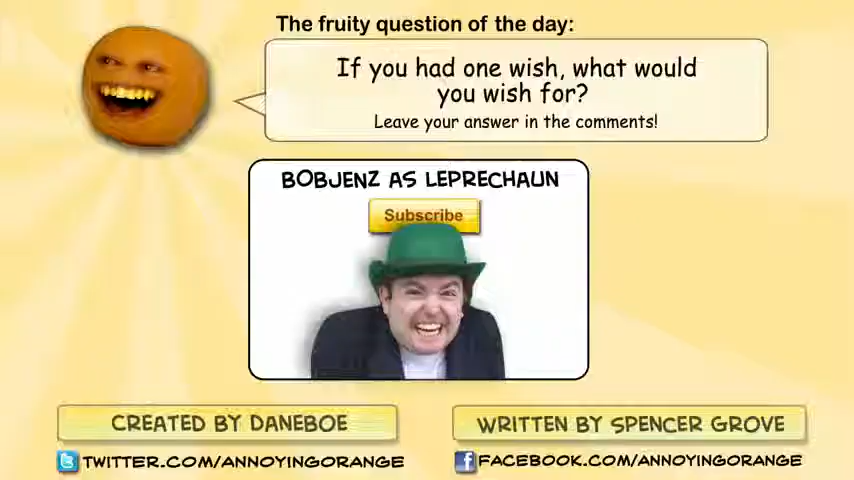 The fruity question of the day:
If you had one wish, what would
you wish for?
Leave your answer in the comments!
BOBJENZ AS LEPRECHAUN
Subscribe
CREATED BY DANEBOE
WRITTEN BY SPENCER GROVE
TWITTER.COM/ANNOYINGORANGE
FACEBOOK.COM/ANNOYINGORANGE